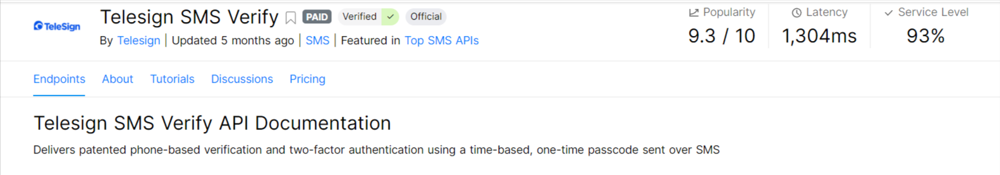 TeleSign
Telesign SMS Verify PAID Verified Official
By Telesign | Updated 5 months ago | SMS | Featured in Top SMS APIs
Popularity
9.3 / 10
Latency
1,304ms
Service Level
93%
Endpoints About Tutorials Discussions Pricing
Telesign SMS Verify API Documentation
Delivers patented phone-based verification and two-factor authentication using a time-based, one-time passcode sent over SMS